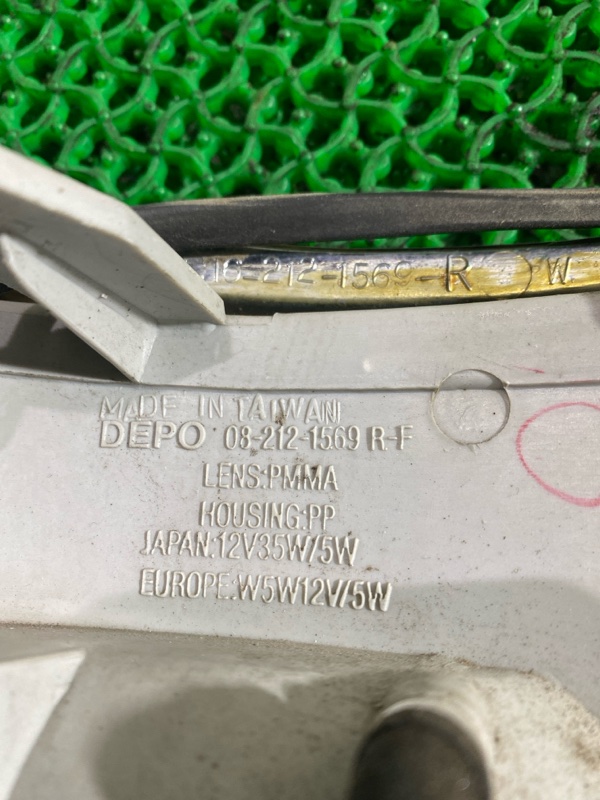 16-212-1569-R W
MADE IN TAIWAN
DEPO 08-212-1569 R-F
LENS:PMMA
HOUSING:PP
JAPAN:12V35W/5W
EUROPE:W5W12V/5W